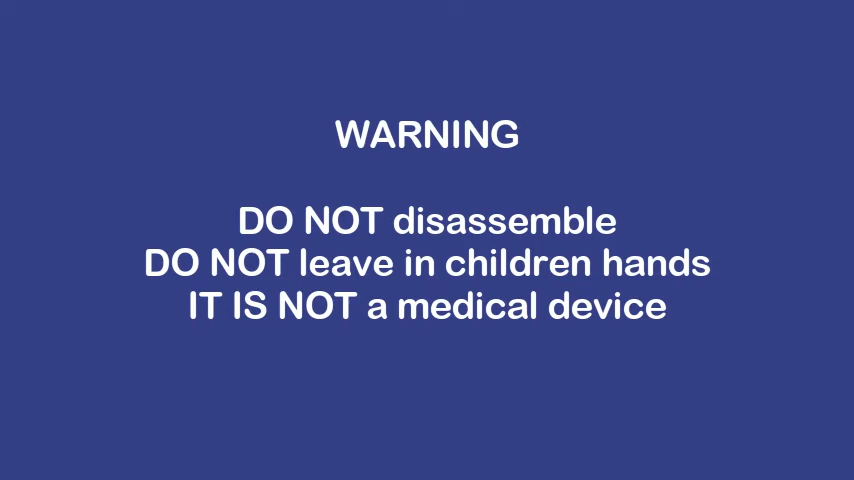 WARNING
DO NOT disassemble
DO NOT leave in children hands
IT IS NOT a medical device